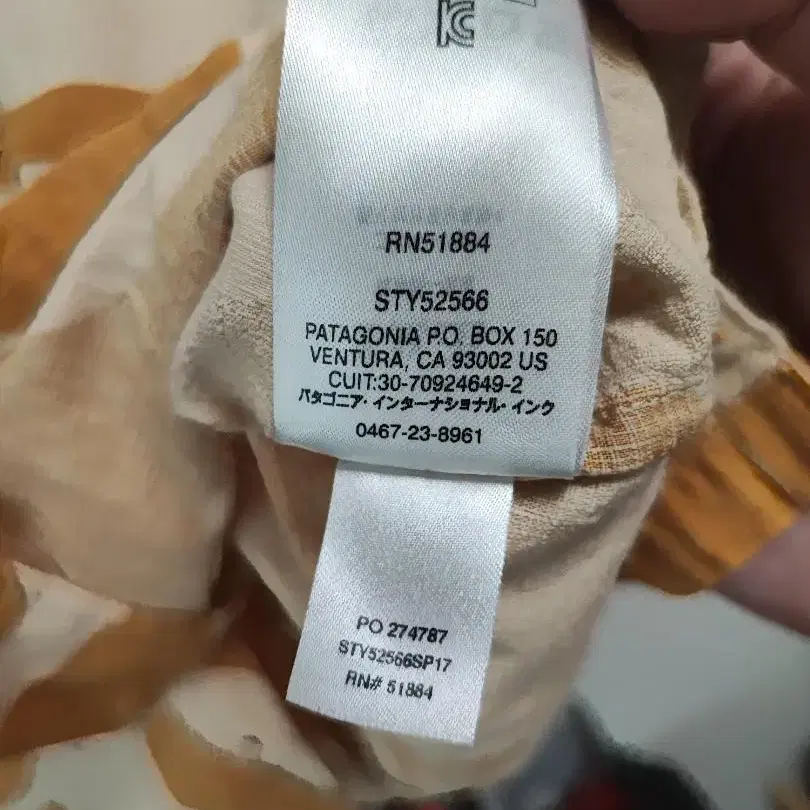 RN51884
STY52566
PATAGONIA P.O. BOX 150
VENTURA, CA 93002 US
CUIT:30-70924649-2
パタゴニア・インターナショナル・インク
0467-23-8961
PO 274787
STY52566SP17
RN# 51884